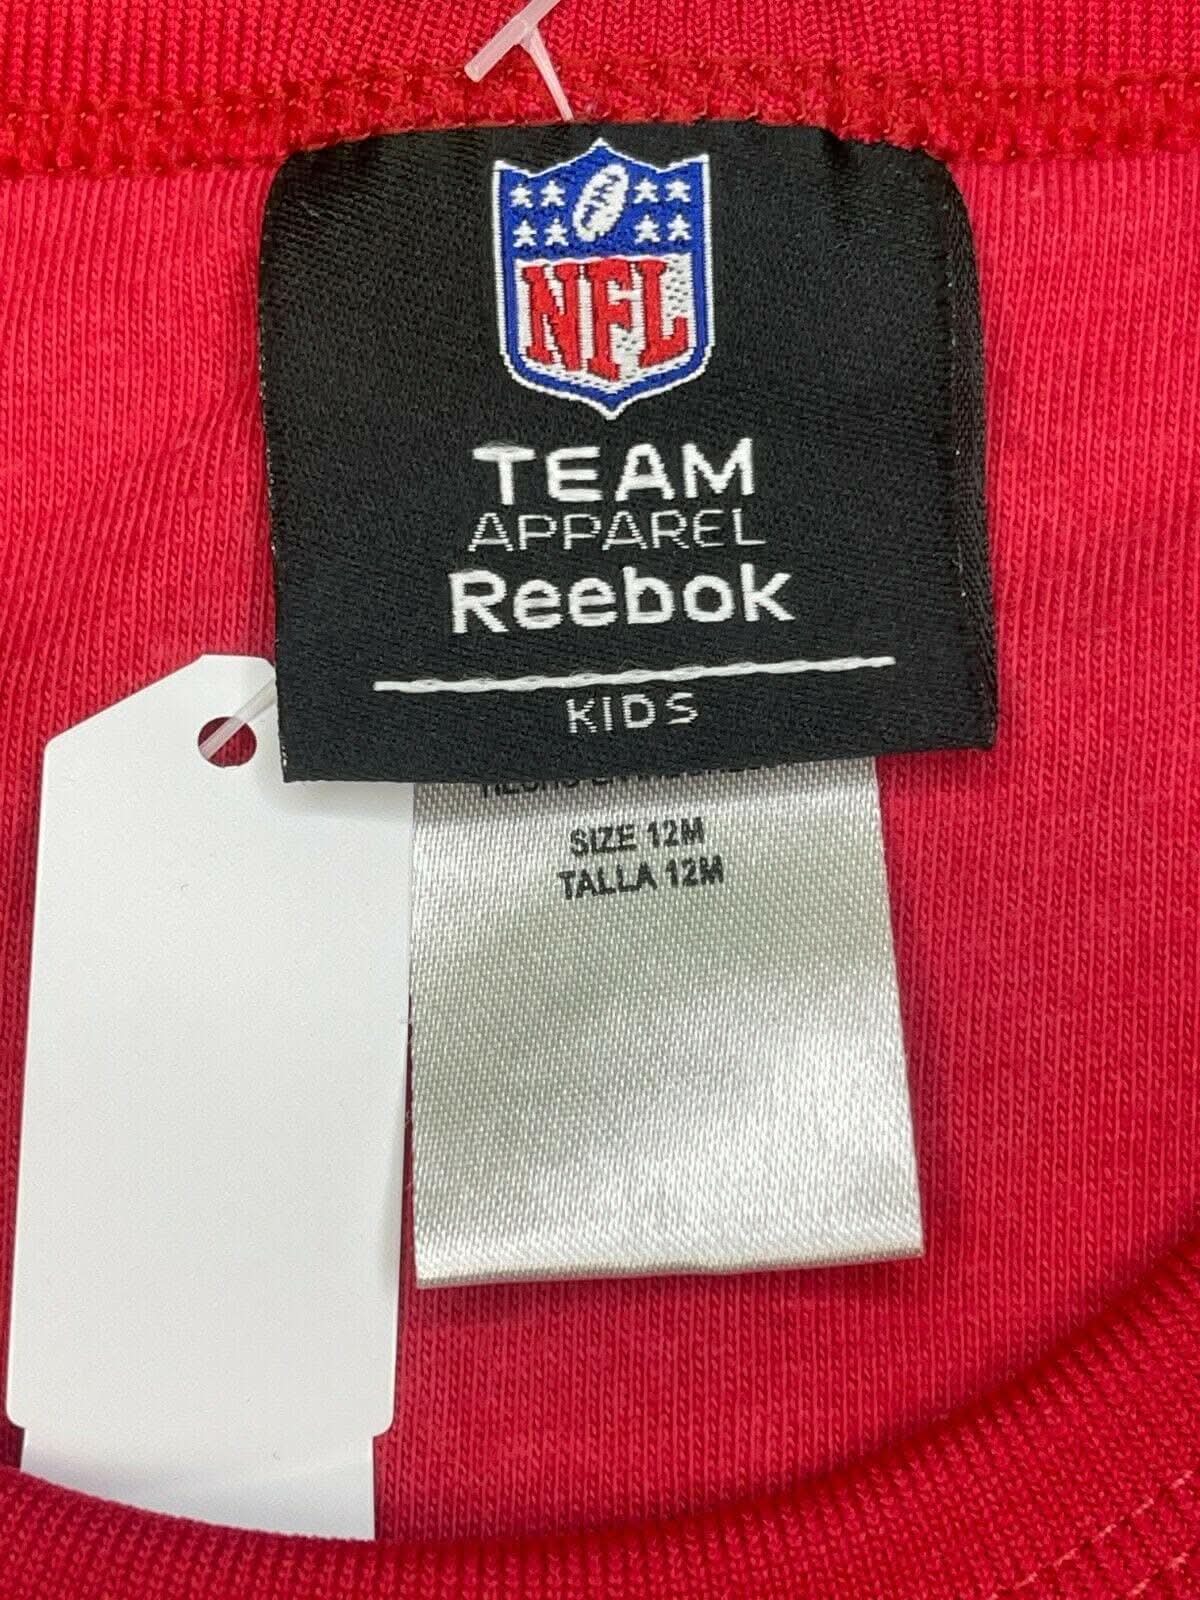 NFL
TEAM
APPAREL
Reebok
KIDS
SIZE 12M
TALLA 12M